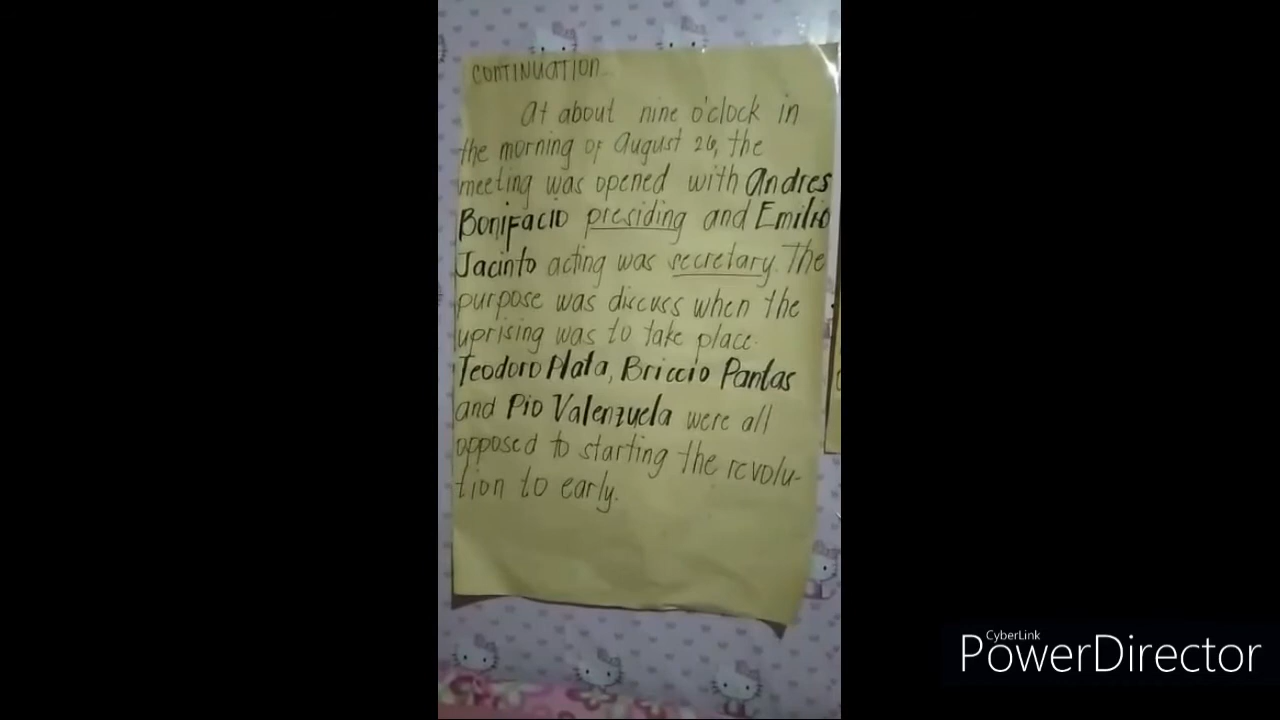 CONTINUATION...
At about nine o'clock in
the morning of August 26, the
meeting was opened with Andres
Bonifacio presiding and Emilio
Jacinto acting was secretary. The
purpose was discuss when the
uprising was to take place.
Teodoro Plata, Briccio Pantas
and Pio Valenzuela were all
opposed to starting the revolu-
tion to early.
CyberLink
PowerDirector